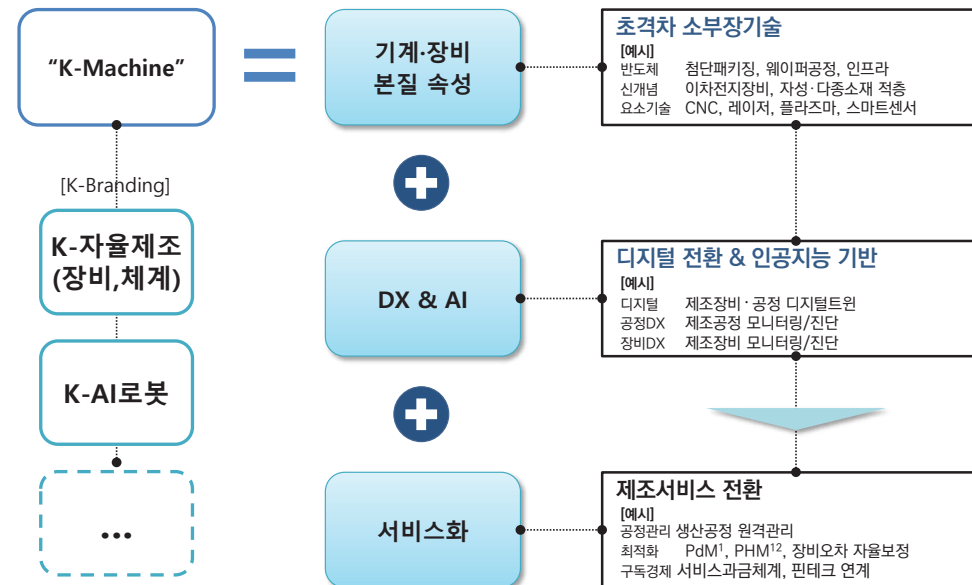 "K-Machine"
[K-Branding]
K-자율제조
(장비,체계)
K-AI로봇
...
기계·장비
본질 속성
DX & AI
서비스화
초격차 소부장기술
[예시]
반도체 첨단패키징, 웨이퍼공정, 인프라
신개념 이차전지장비, 자성·다종소재 적층
요소기술 CNC, 레이저, 플라즈마, 스마트센서
디지털 전환 & 인공지능 기반
[예시]
디지털 제조장비·공정 디지털트윈
공정DX 제조공정 모니터링/진단
장비DX 제조장비 모니터링/진단
제조서비스 전환
[예시]
공정관리 생산공정 원격관리
최적화 PdM¹, PHM¹², 장비오차 자율보정
구독경제 서비스과금체계, 핀테크 연계